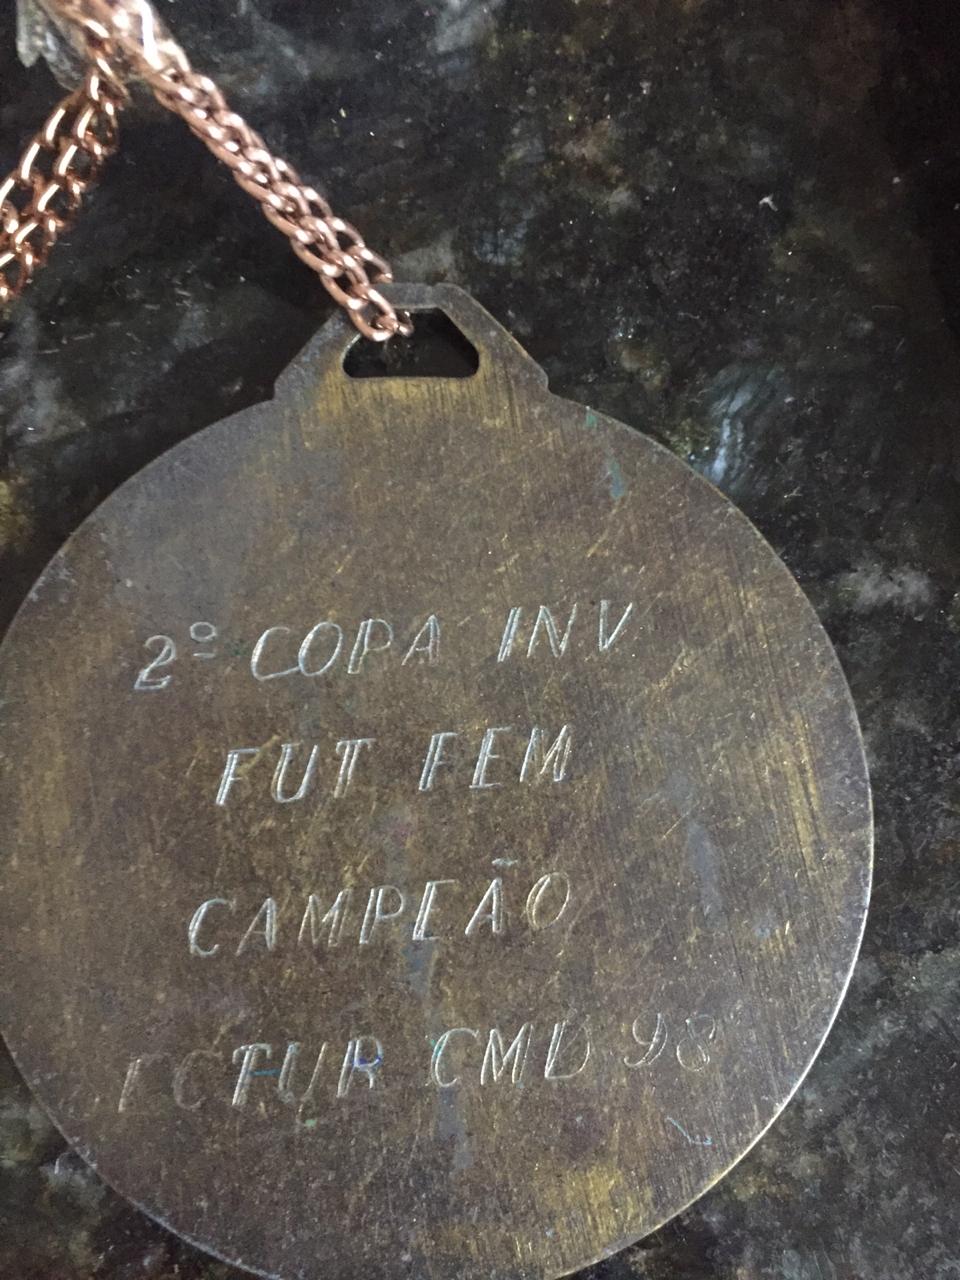 2º COPA INV
FUT FEM
CAMPEÃO
CMD 98